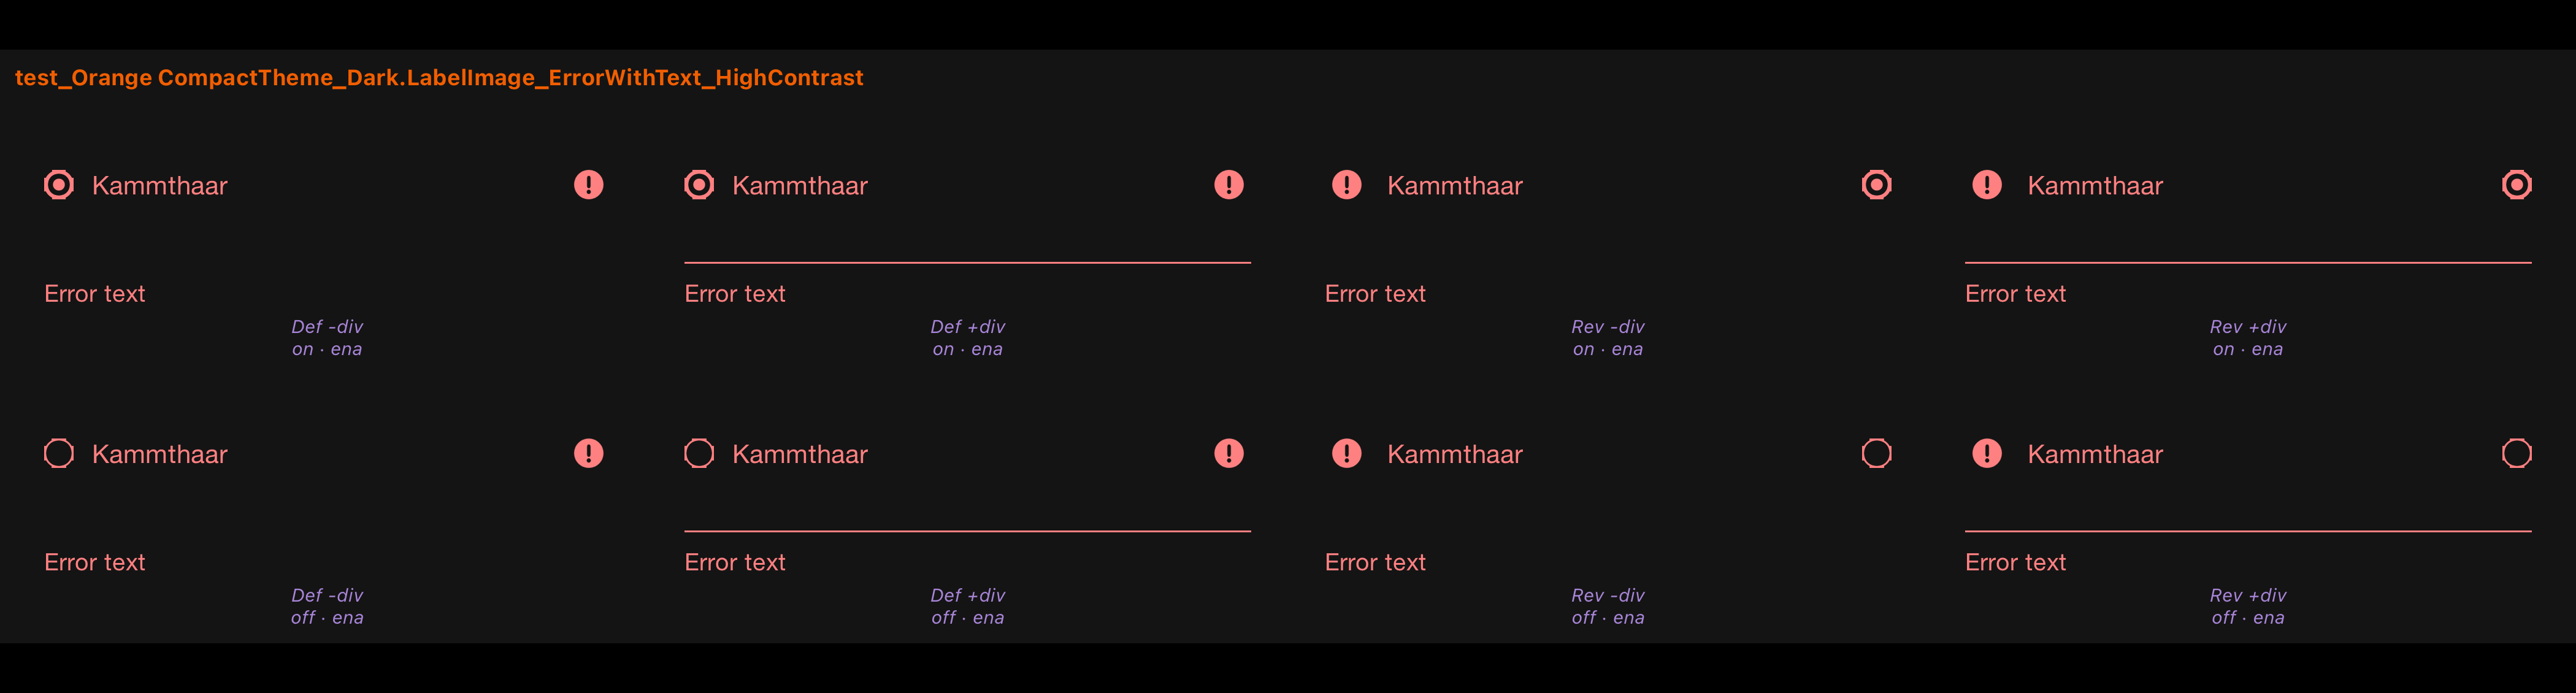 test_Orange CompactTheme_Dark.LabelImage_ErrorWithText_HighContrast
Kammthaar
Kammthaar
Kammthaar
Kammthaar
Error text
Error text
Error text
Error text
Def -div
on · ena
Def +div
on · ena
Rev -div
on · ena
Rev +div
on · ena
Kammthaar
Kammthaar
Kammthaar
Kammthaar
Error text
Error text
Error text
Error text
Def -div
off · ena
Def +div
off · ena
Rev -div
off · ena
Rev +div
off · ena